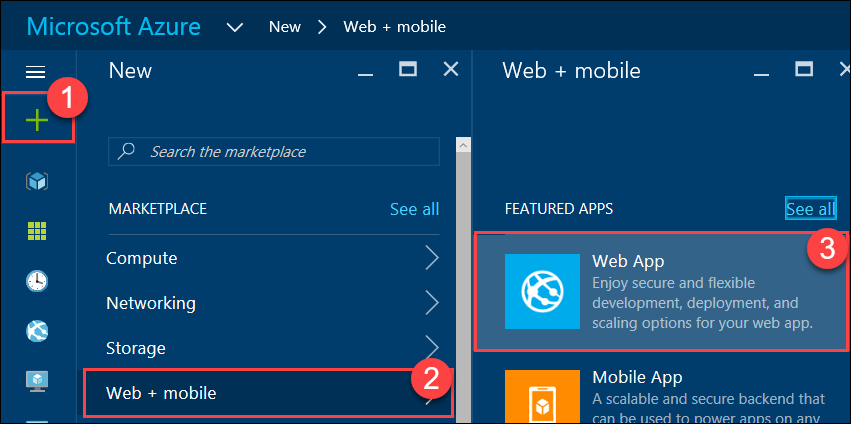 Microsoft Azure New > Web + mobile
1
New
Web + mobile
Search the marketplace
MARKETPLACE See all
Compute
Networking
Storage
Web + mobile
2
FEATURED APPS See all
3
Web App
Enjoy secure and flexible
development, deployment, and
scaling options for your web app.
Mobile App
A scalable and secure backend that
can be used to power apps on any